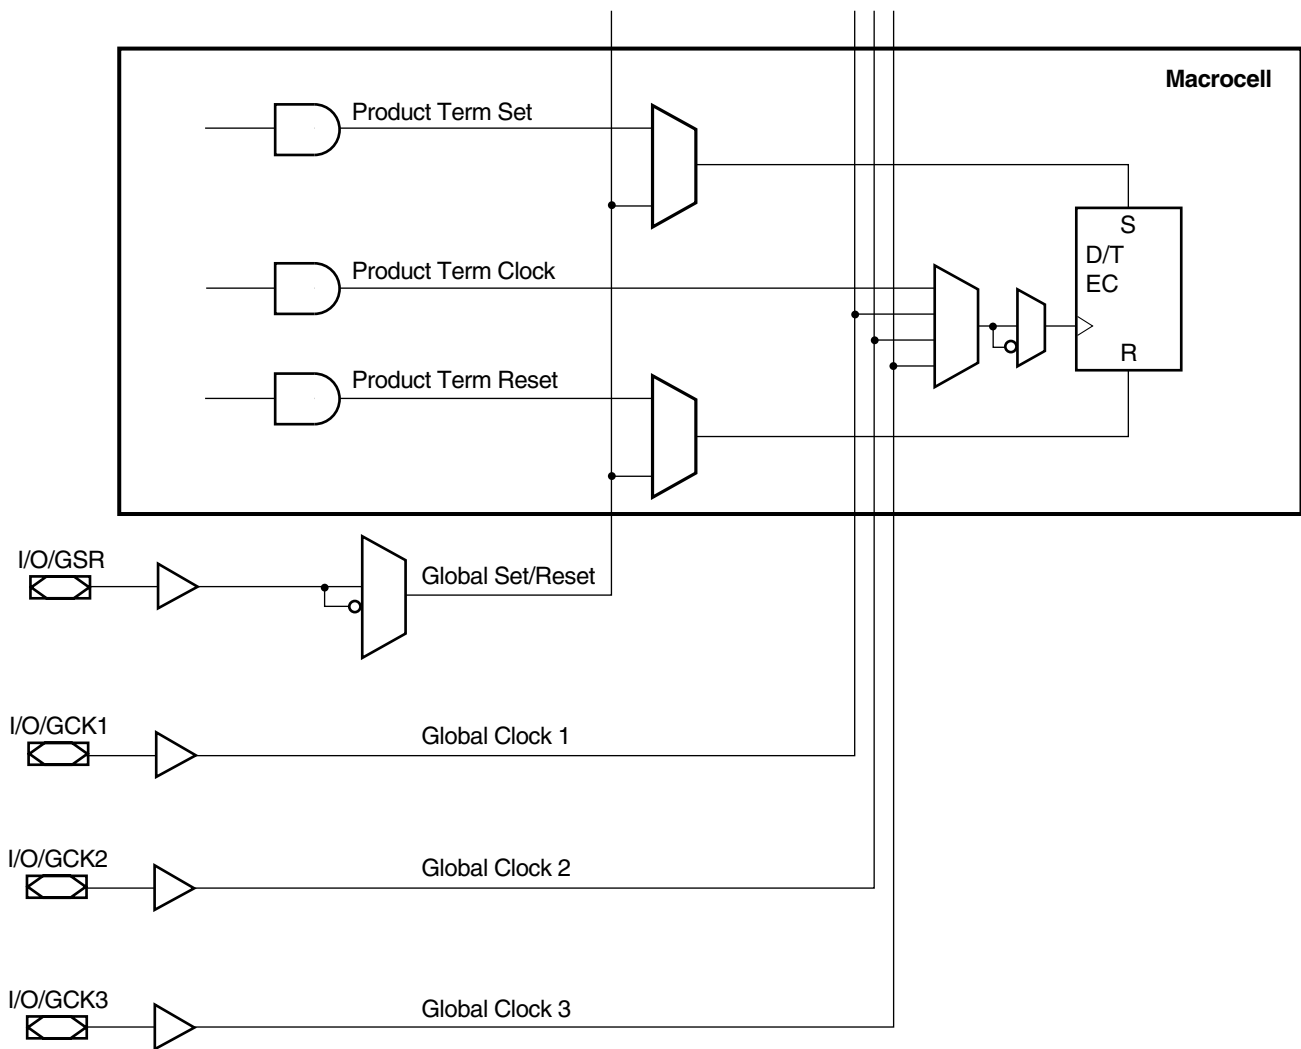 Macrocell
Product Term Set
S
D/T
EC
Product Term Clock
R
Product Term Reset
I/O/GSR
Global Set/Reset
I/O/GCK1
Global Clock 1
I/O/GCK2
Global Clock 2
I/O/GCK3
Global Clock 3